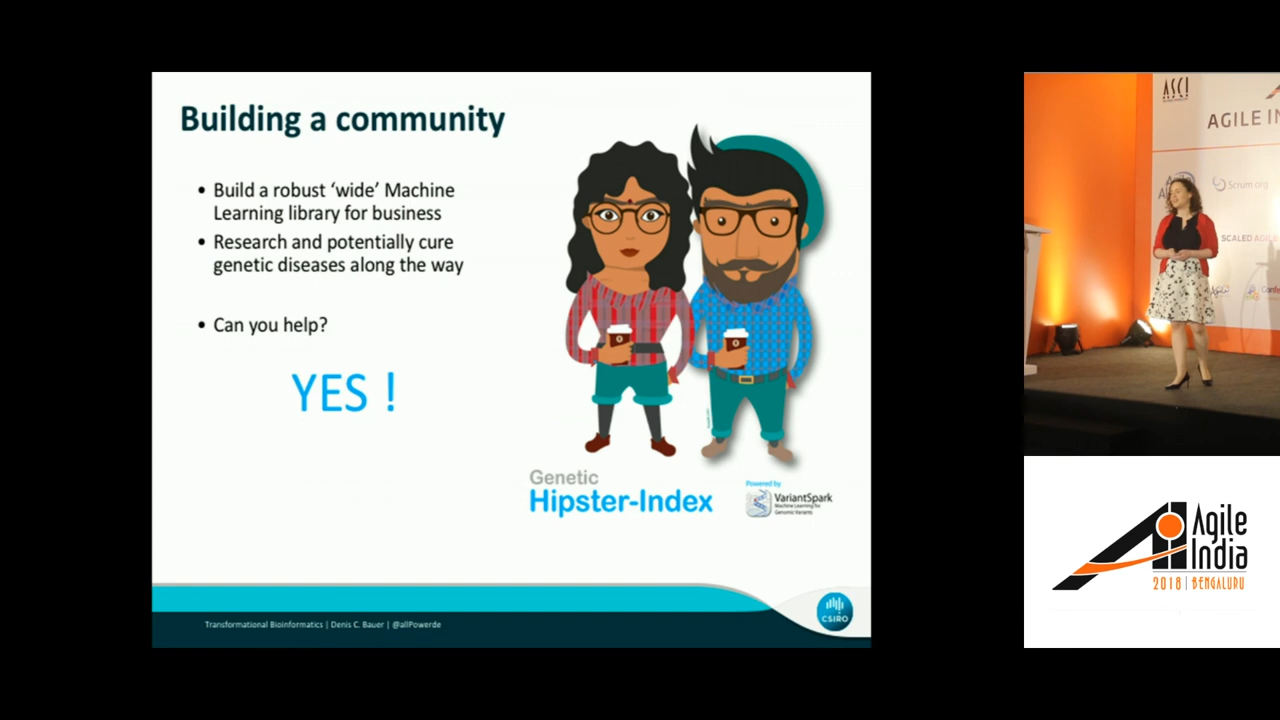 Building a community
• Build a robust ‘wide’ Machine
Learning library for business
• Research and potentially cure
genetic diseases along the way
• Can you help?
YES !
Genetic
Hipster-Index
Powered by
VariantSpark
Machine Learning for
Genomic Variants
Transformational Bioinformatics | Denis C. Bauer | @allPowerde
CSIRO
ASCI
AGILE IN
Scrum.org
SCALED AGILE
Agile
India
2018 | BENGALURU